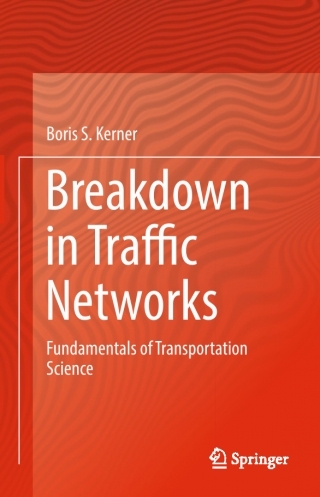 Boris S. Kerner
Breakdown
in Traffic
Networks
Fundamentals of Transportation
Science
Springer